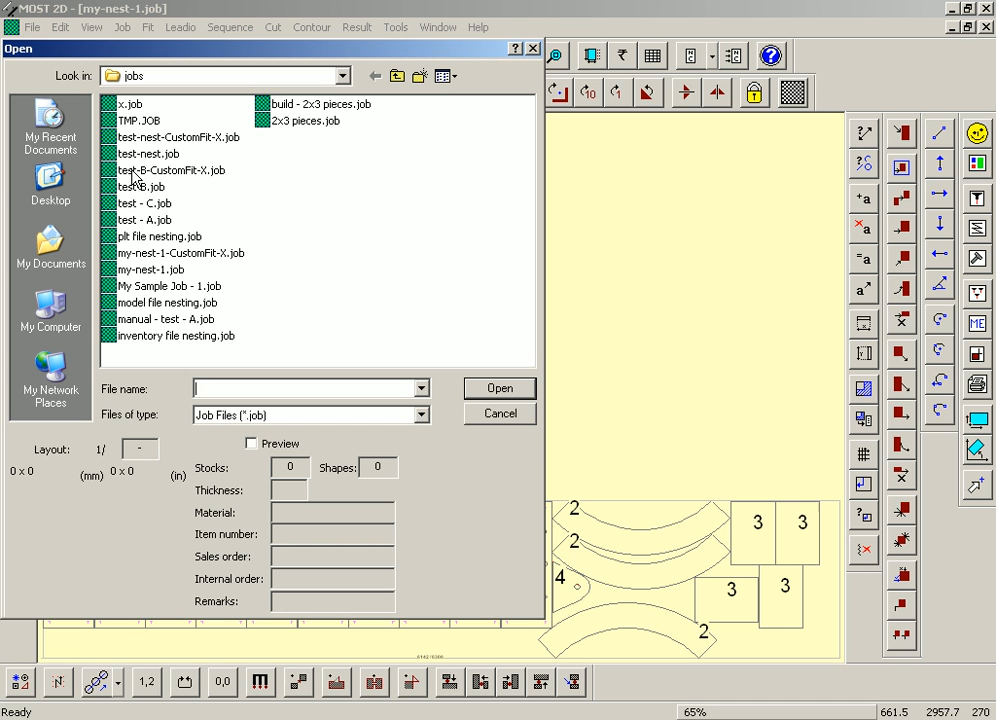 MOST 2D - [my-nest-1.job]
File Edit View Job Fit Leadio Sequence Cut Contour Result Tools Window Help
Open
Look in: jobs
My Recent Documents
Desktop
My Documents
My Computer
My Network Places
x.job
TMP.JOB
test-nest-CustomFit-X.job
test-nest.job
test-B-CustomFit-X.job
test-B.job
test - C.job
test - A.job
plt file nesting.job
my-nest-1-CustomFit-X.job
my-nest-1.job
My Sample Job - 1.job
model file nesting.job
manual - test - A.job
inventory file nesting.job
build - 2x3 pieces.job
2x3 pieces.job
File name:
Open
Files of type: Job Files (*.job)
Cancel
Preview
Layout: 1/ -
0 x 0 (mm) 0 x 0 (in)
Stocks: 0 Shapes: 0
Thickness:
Material:
Item number:
Sales order:
Internal order:
Remarks:
10 1
+a
a
=a
a
ME
2 3 3
2
4 3 3
2
1,2 0,0
Ready 65% 661.5 2957.7 270